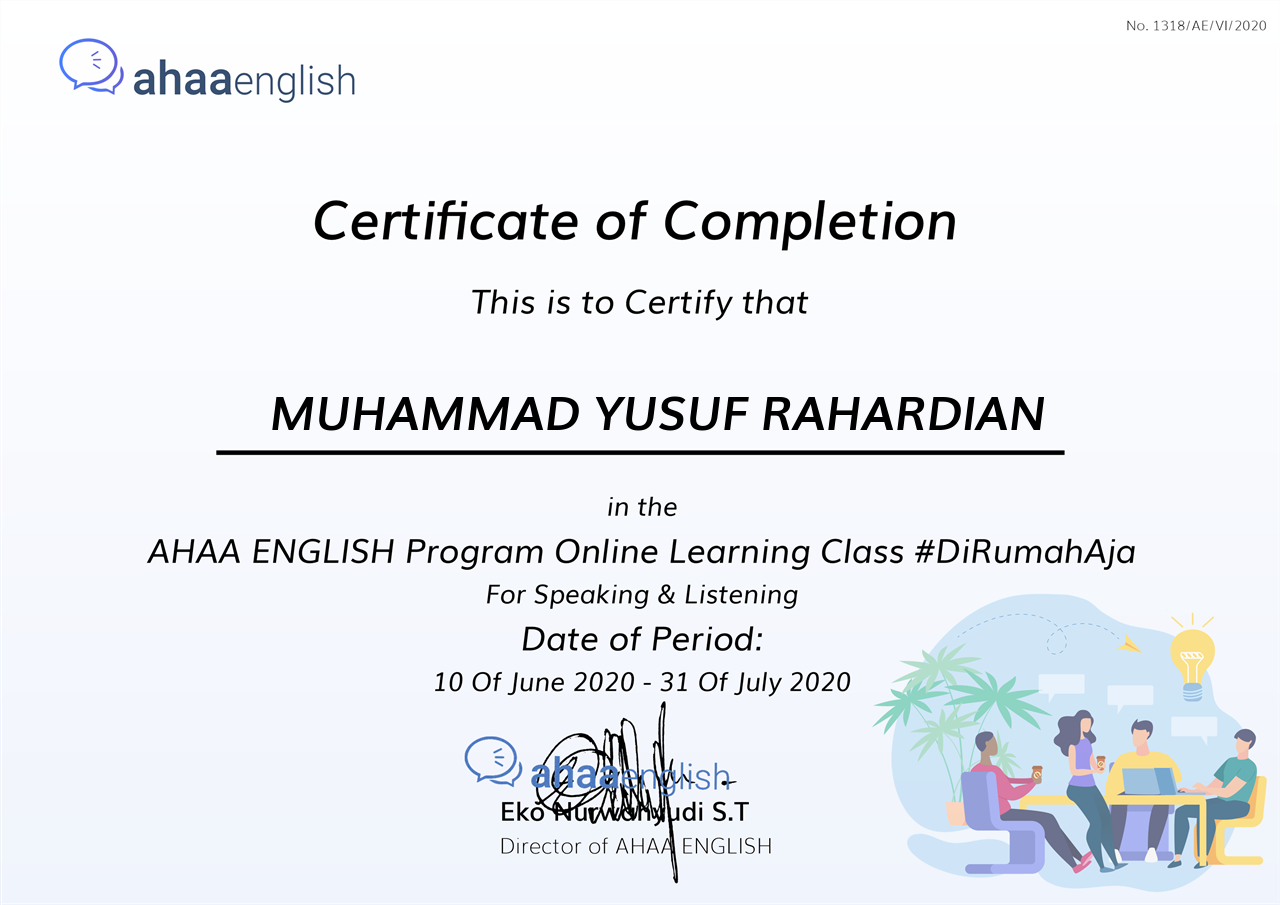 No. 1318/AE/VI/2020
ahaaenglish
Certificate of Completion
This is to Certify that
MUHAMMAD YUSUF RAHARDIAN
in the
AHAA ENGLISH Program Online Learning Class #DiRumahAja
For Speaking & Listening
Date of Period:
10 Of June 2020 - 31 Of July 2020
ahaaenglish
Eko Nurwahyudi S.T
Director of AHAA ENGLISH